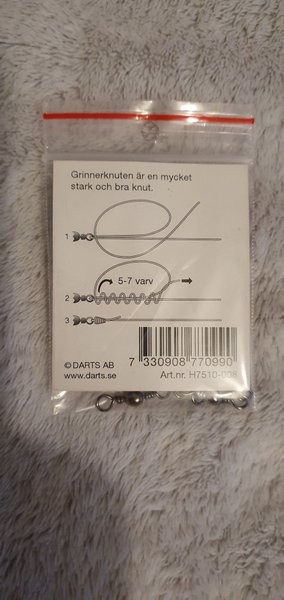 Grinnerknuten är en mycket
stark och bra knut.
1
5-7 varv
2
3
© DARTS AB
www.darts.se
7 330908 770990
Art.nr. H7510-008